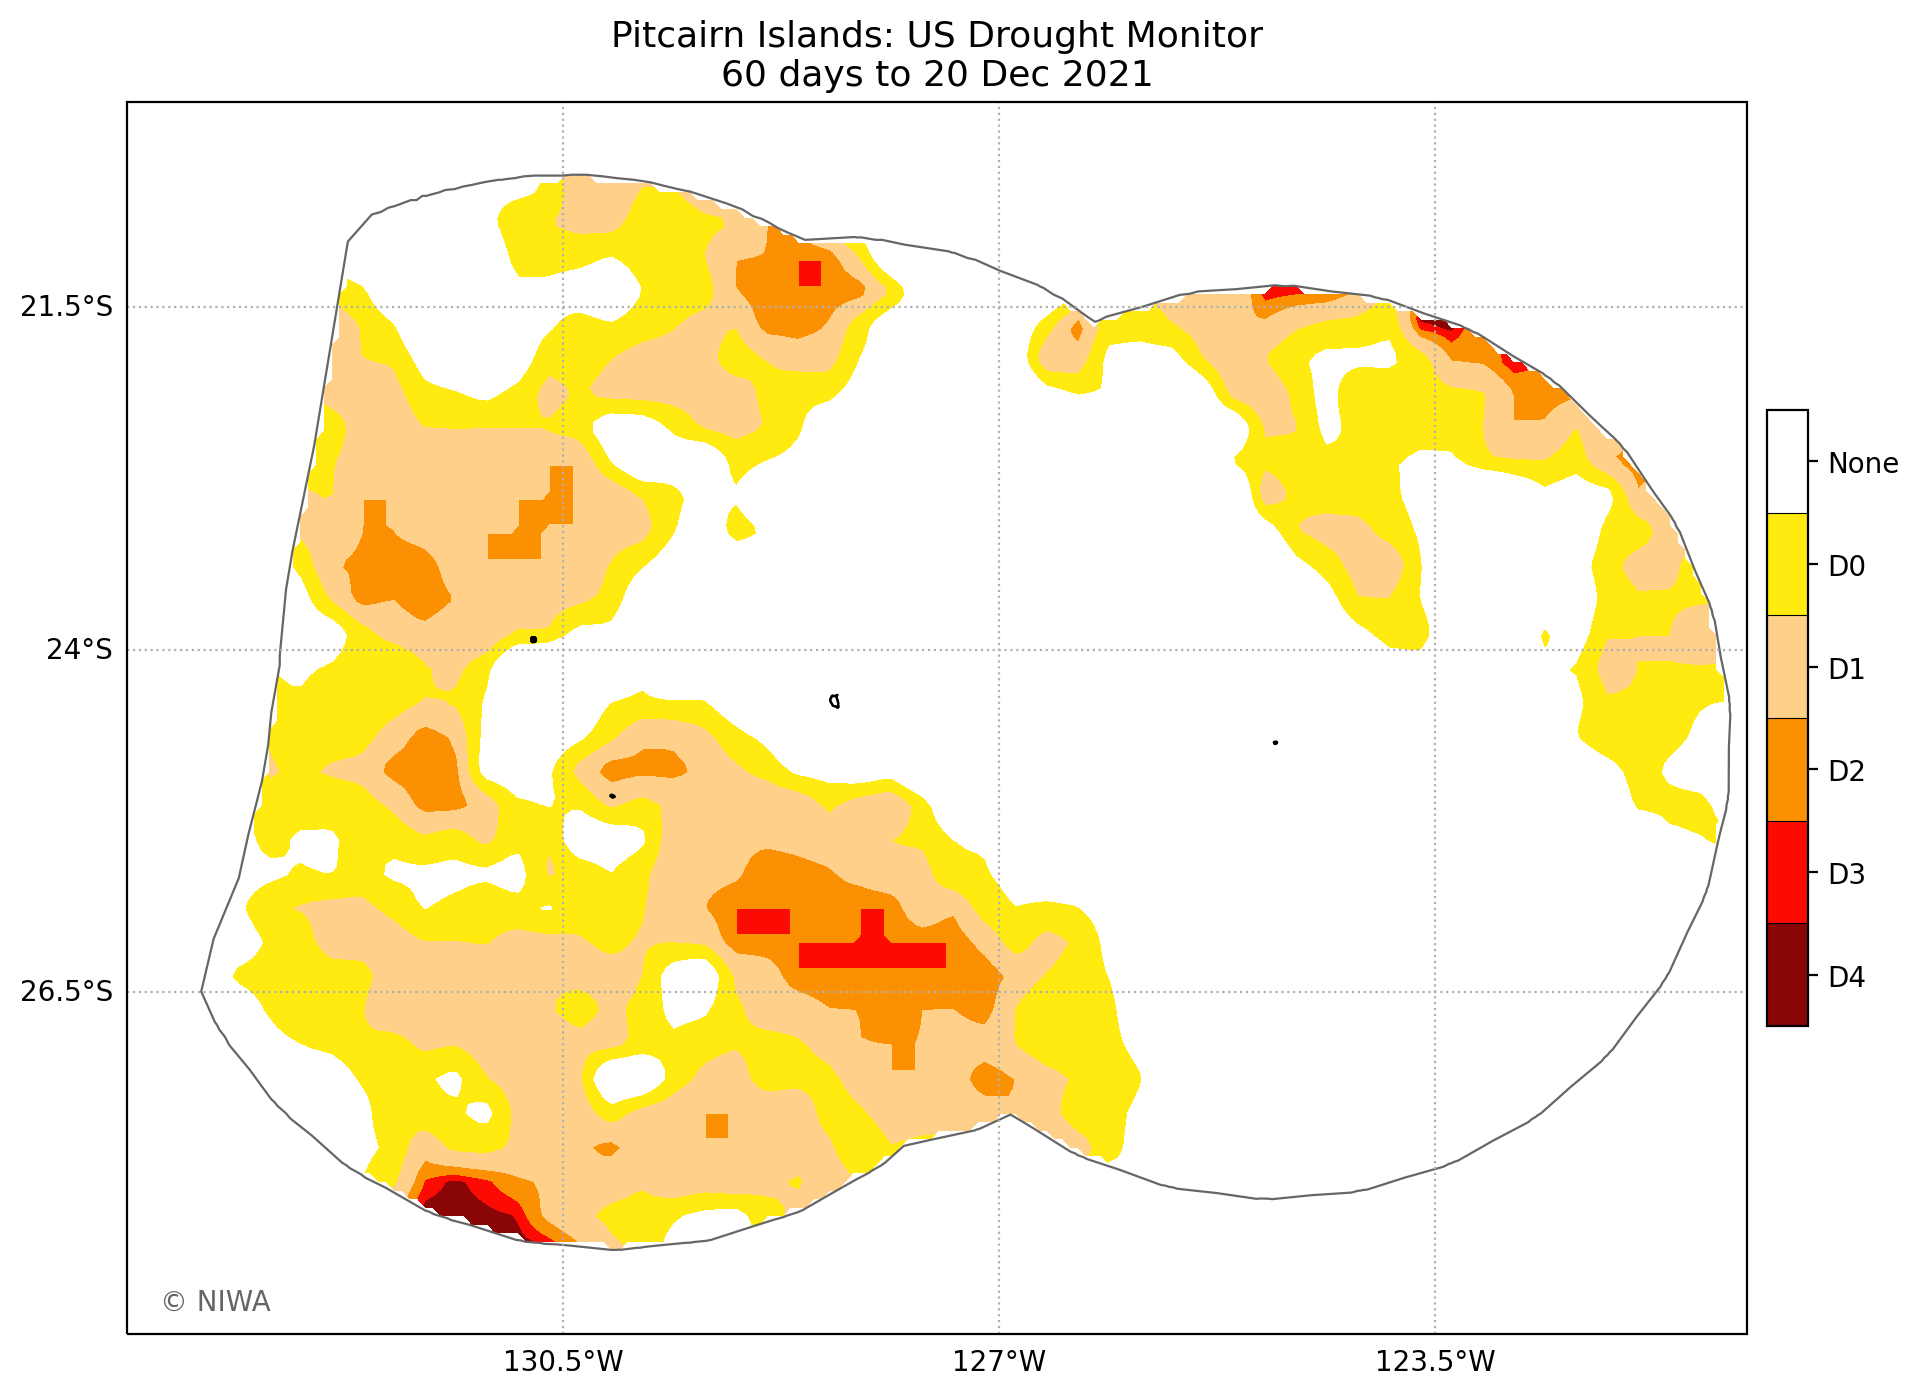 Pitcairn Islands: US Drought Monitor
60 days to 20 Dec 2021
21.5°S
24°S
26.5°S
130.5°W
127°W
123.5°W
None
D0
D1
D2
D3
D4
© NIWA